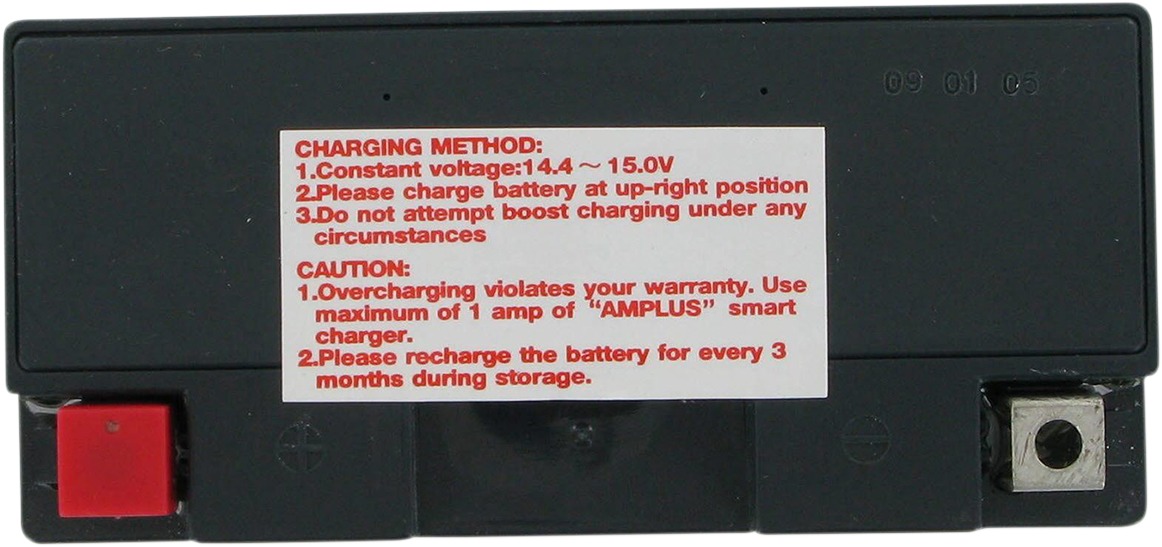 09 01 05
CHARGING METHOD:
1.Constant voltage:14.4 ~ 15.0V
2.Please charge battery at up-right position
3.Do not attempt boost charging under any
circumstances
CAUTION:
1.Overcharging violates your warranty. Use
maximum of 1 amp of "AMPLUS" smart
charger.
2.Please recharge the battery for every 3
months during storage.